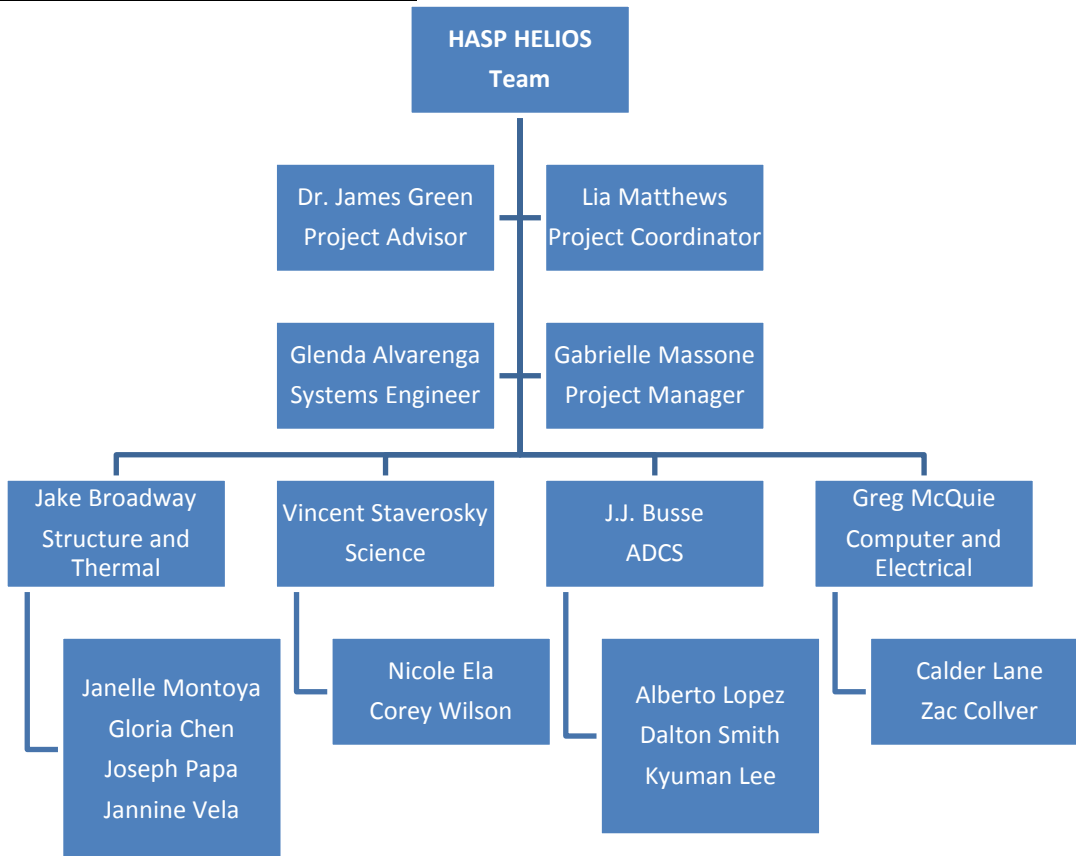 HASP HELIOS
Team
Dr. James Green
Project Advisor
Lia Matthews
Project Coordinator
Glenda Alvarenga
Systems Engineer
Gabrielle Massone
Project Manager
Jake Broadway
Structure and
Thermal
Vincent Staverosky
Science
J.J. Busse
ADCS
Greg McQuie
Computer and
Electrical
Janelle Montoya
Gloria Chen
Joseph Papa
Jannine Vela
Nicole Ela
Corey Wilson
Alberto Lopez
Dalton Smith
Kyuman Lee
Calder Lane
Zac Collver